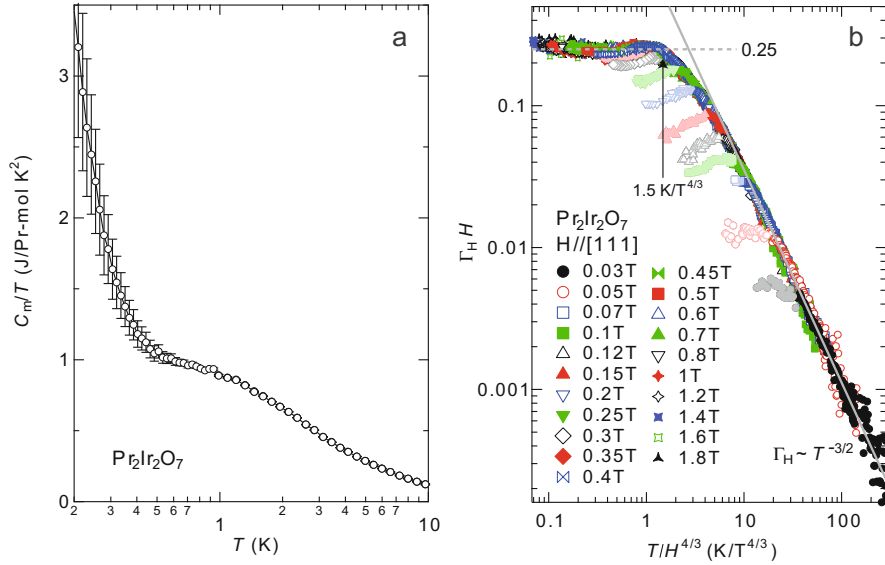 a
C_m/T (J/Pr-mol K²)
3
2
1
0
Pr₂Ir₂O₇
2 3 4 5 6 7 1 2 3 4 5 6 7 10
T (K)
b
Γ_H H
0.1
0.01
0.001
0.25
1.5 K/T^{4/3}
Pr₂Ir₂O₇
H//[111]
0.03T
0.05T
0.07T
0.1T
0.12T
0.15T
0.2T
0.25T
0.3T
0.35T
0.4T
0.45T
0.5T
0.6T
0.7T
0.8T
1T
1.2T
1.4T
1.6T
1.8T
Γ_H ~ T^{-3/2}
0.1 1 10 100
T/H^{4/3} (K/T^{4/3})